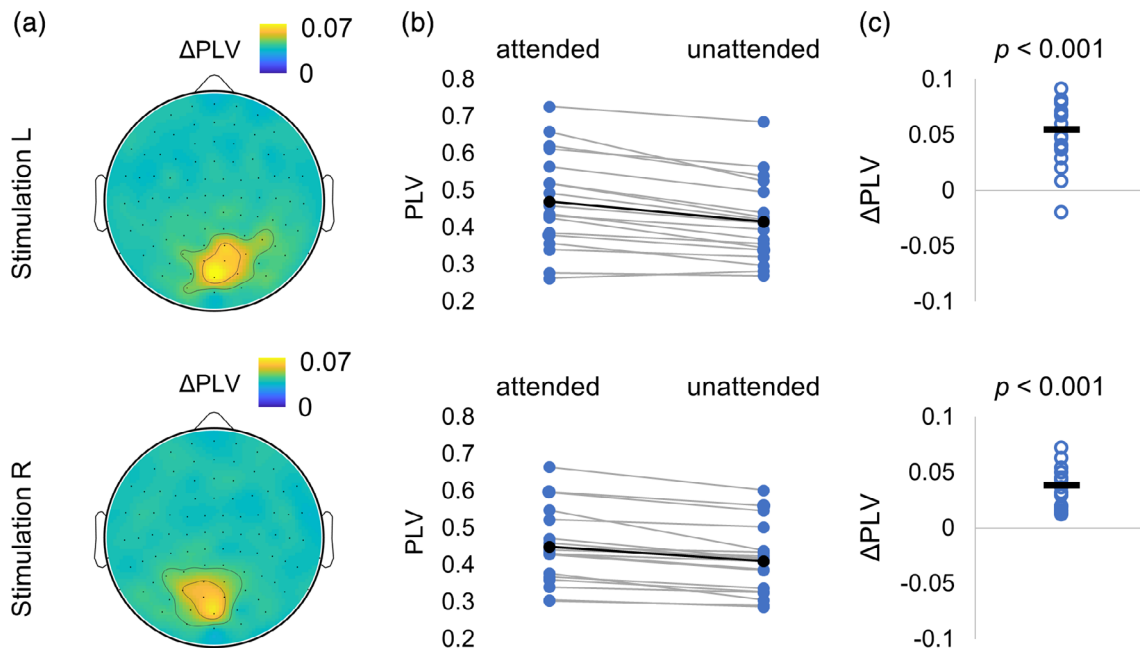 (a)
ΔPLV
0.07
0
Stimulation L
(b)
attended
unattended
PLV
0.8
0.7
0.6
0.5
0.4
0.3
0.2
(c)
p < 0.001
ΔPLV
0.1
0.05
0
-0.05
-0.1
ΔPLV
0.07
0
Stimulation R
attended
unattended
PLV
0.8
0.7
0.6
0.5
0.4
0.3
0.2
p < 0.001
ΔPLV
0.1
0.05
0
-0.05
-0.1